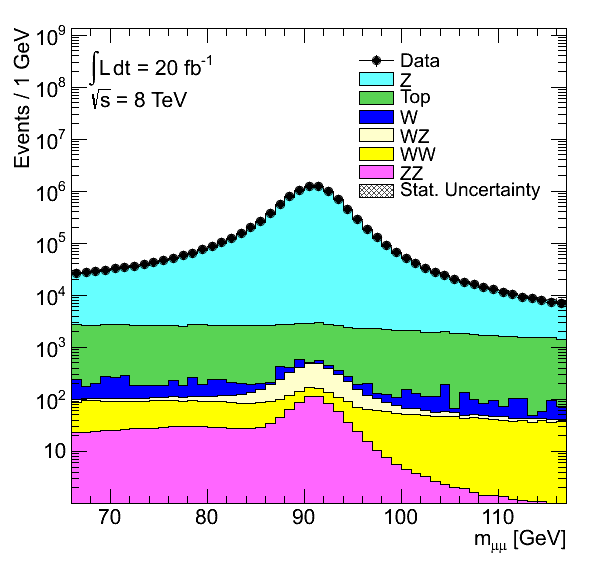 Events / 1 GeV
10⁹
10⁸
10⁷
10⁶
10⁵
10⁴
10³
10²
10
∫L dt = 20 fb⁻¹
√s = 8 TeV
Data
Z
Top
W
WZ
WW
ZZ
Stat. Uncertainty
70 80 90 100 110
m_μμ [GeV]